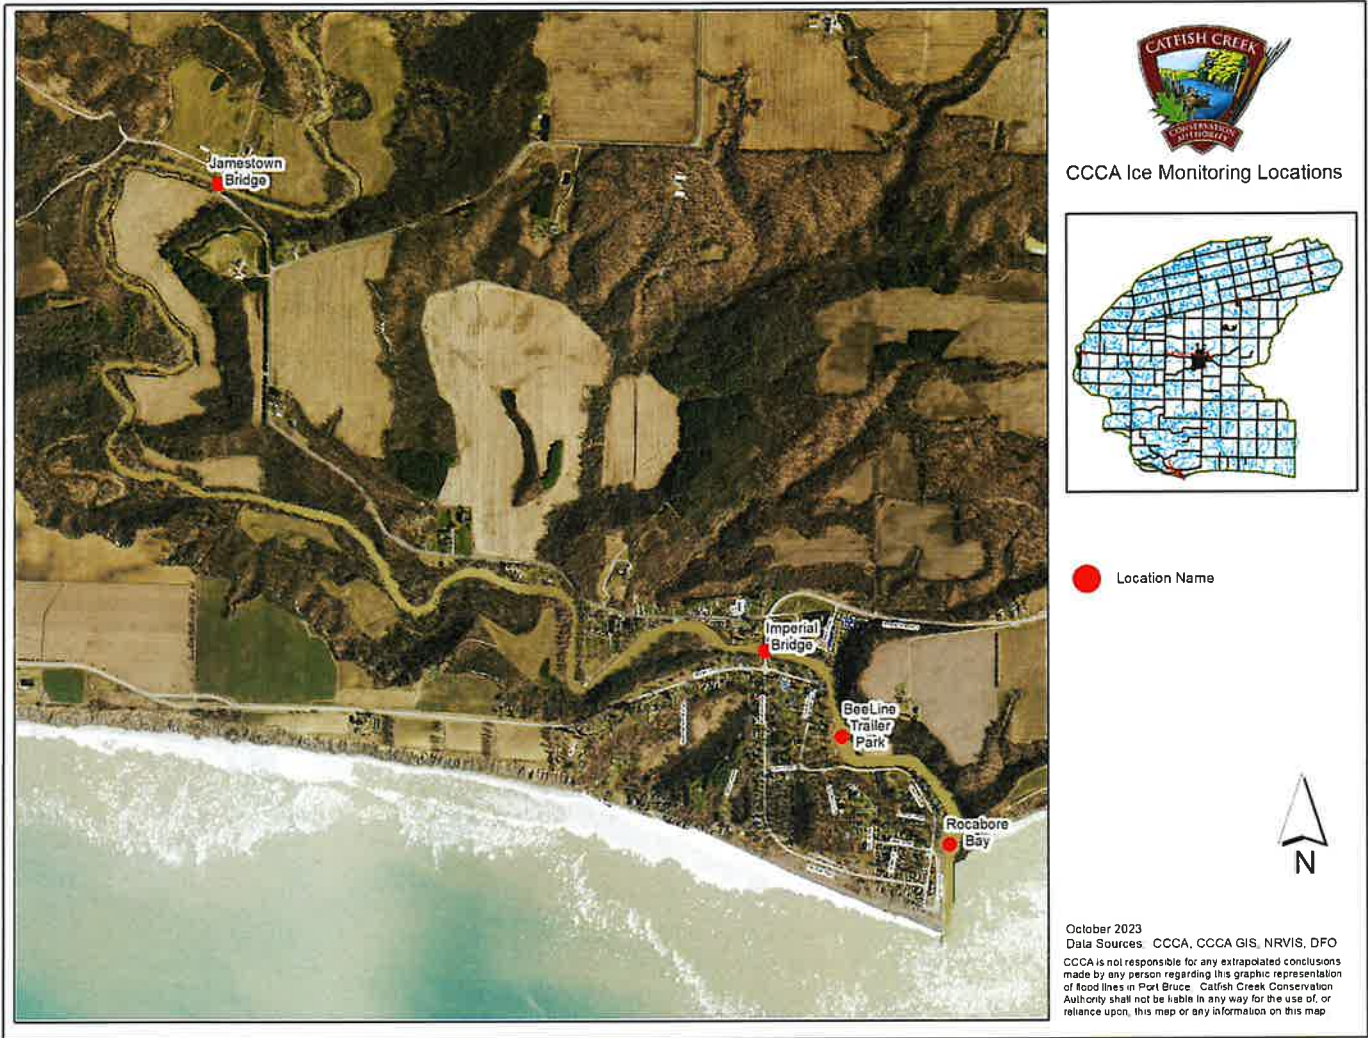 CATFISH CREEK
CONSERVATION
AUTHORITY
CCCA Ice Monitoring Locations
Jamestown
Bridge
Imperial
Bridge
BeeLine
Trailer
Park
Rocabore
Bay
Location Name
N
October 2023
Data Sources: CCCA, CCCA GIS, NRVIS, DFO
CCCA is not responsible for any extrapolated conclusions
made by any person regarding this graphic representation
of flood lines in Port Bruce. Catfish Creek Conservation
Authority shall not be liable in any way for the use of, or
reliance upon, this map or any information on this map